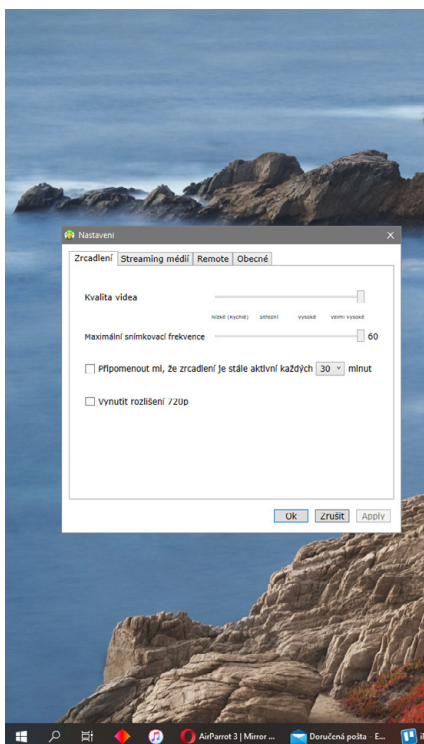 Nastavení
Zrcadlení Streaming médií Remote Obecné
Kvalita videa
Nízké (Rychlé) Střední Vysoké Velmi vysoké
Maximální snímkovací frekvence 60
Připomenout mi, že zrcadlení je stále aktivní každých 30 minut
Vynutit rozlišení 720p
Ok Zrušit Apply
AirParrot 3 | Mirror ... Doručená pošta - E...